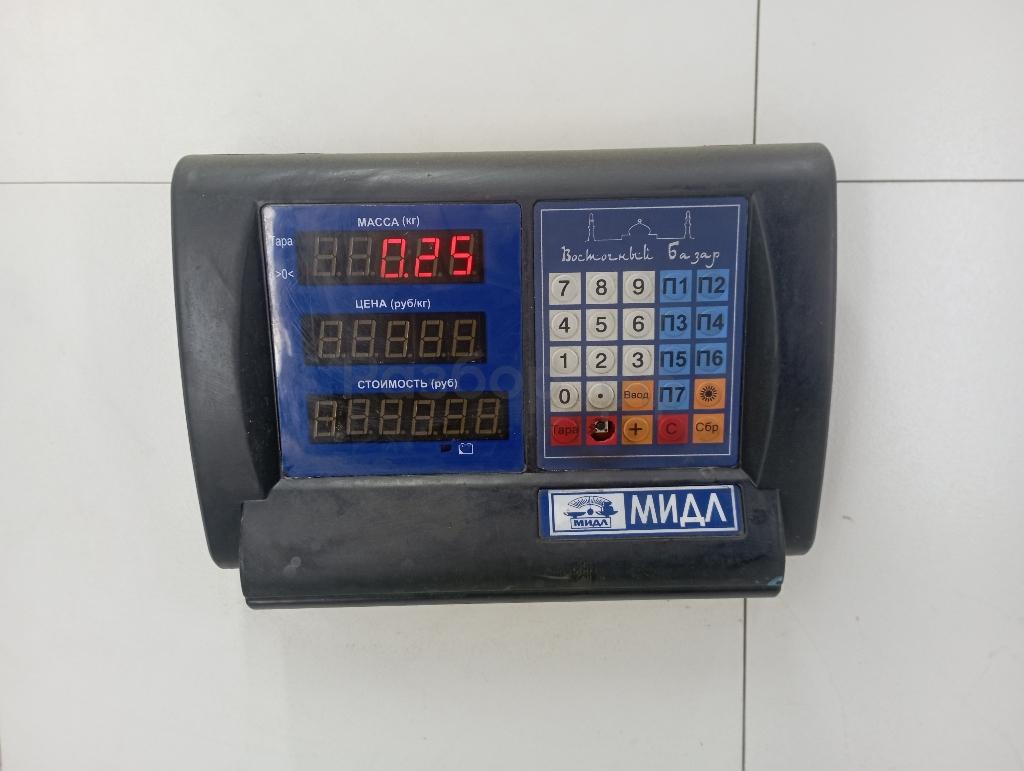 МАССА (кг)
Тара
0.25
>0<
ЦЕНА (руб/кг)
СТОИМОСТЬ (руб)
Восточный Базар
7 8 9 П1 П2
4 5 6 П3 П4
1 2 3 П5 П6
0 . Ввод П7
Тара + С Сбр
МИДЛ
МИДЛ